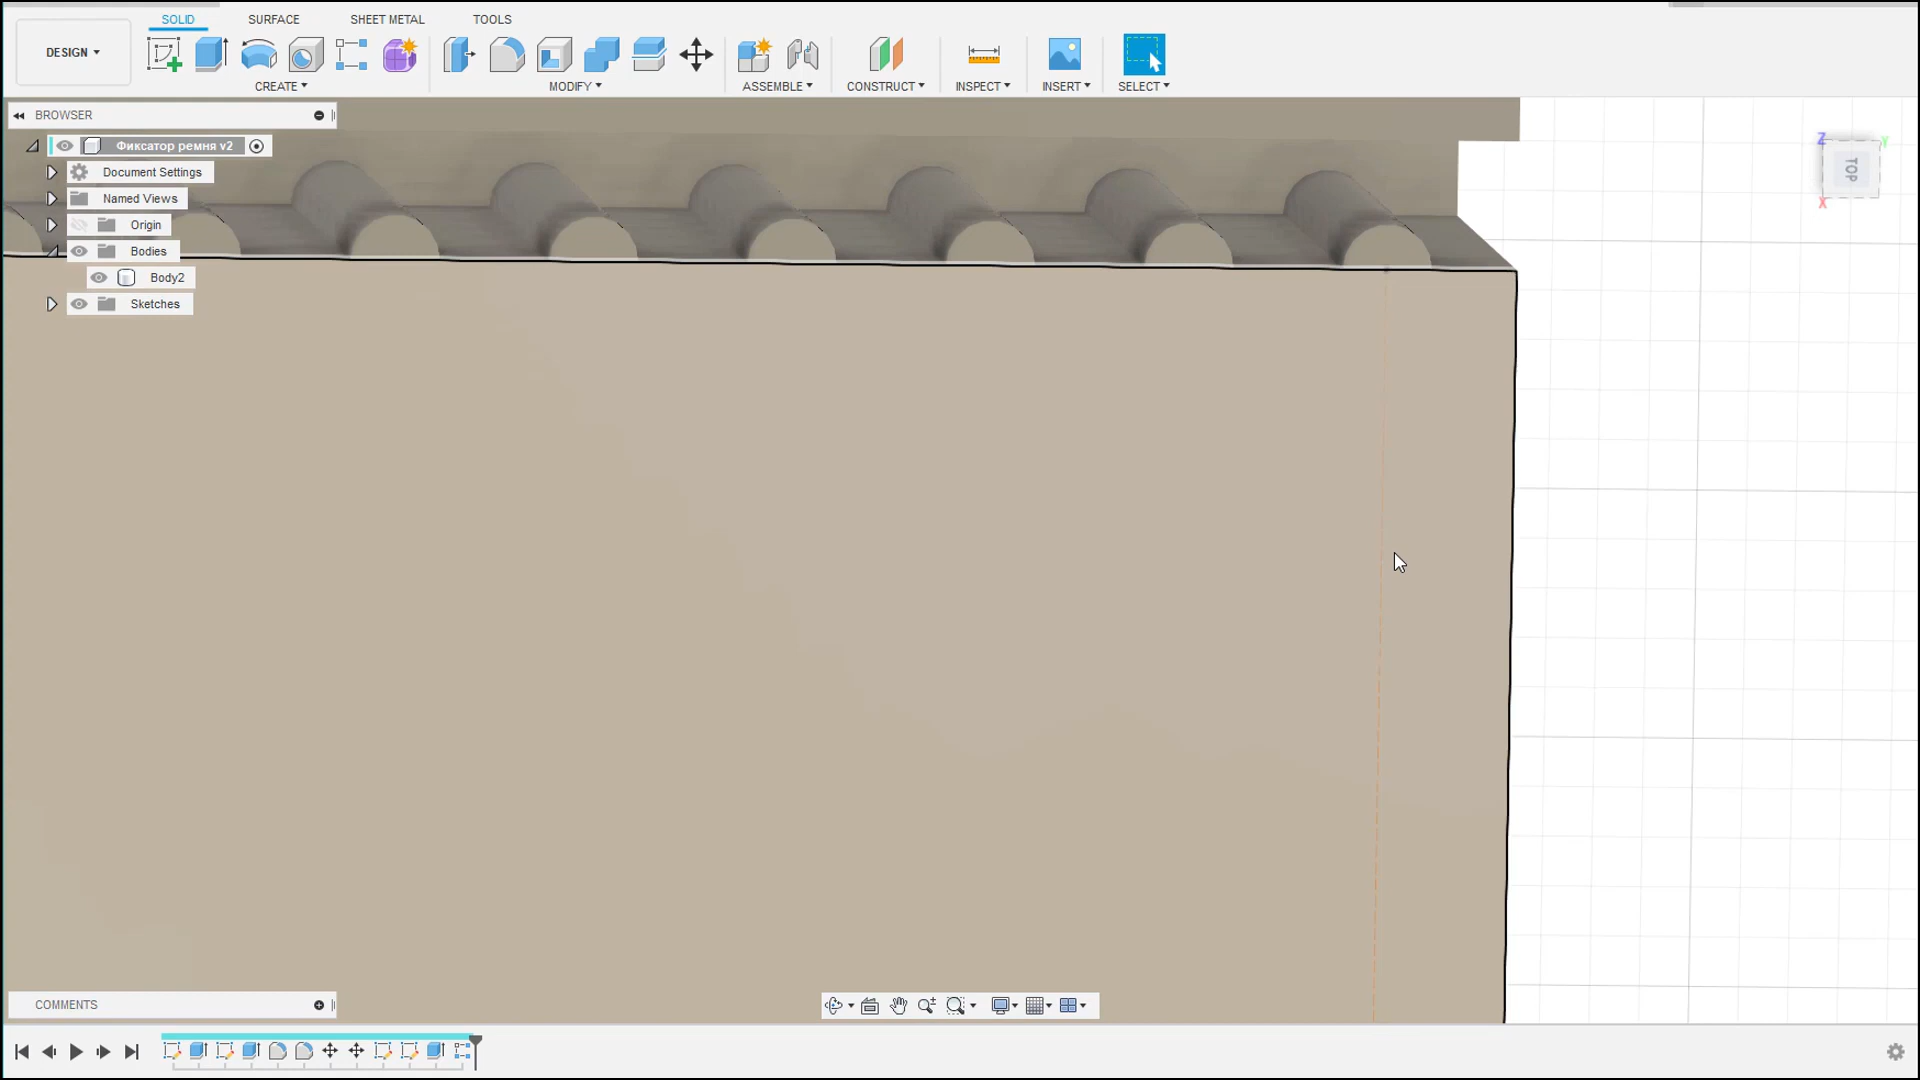 SOLID SURFACE SHEET METAL TOOLS
DESIGN
CREATE MODIFY ASSEMBLE CONSTRUCT INSPECT INSERT SELECT
BROWSER
Фиксатор ремня v2
Document Settings
Named Views
Origin
Bodies
Body2
Sketches
Z
Y
TOP
X
COMMENTS